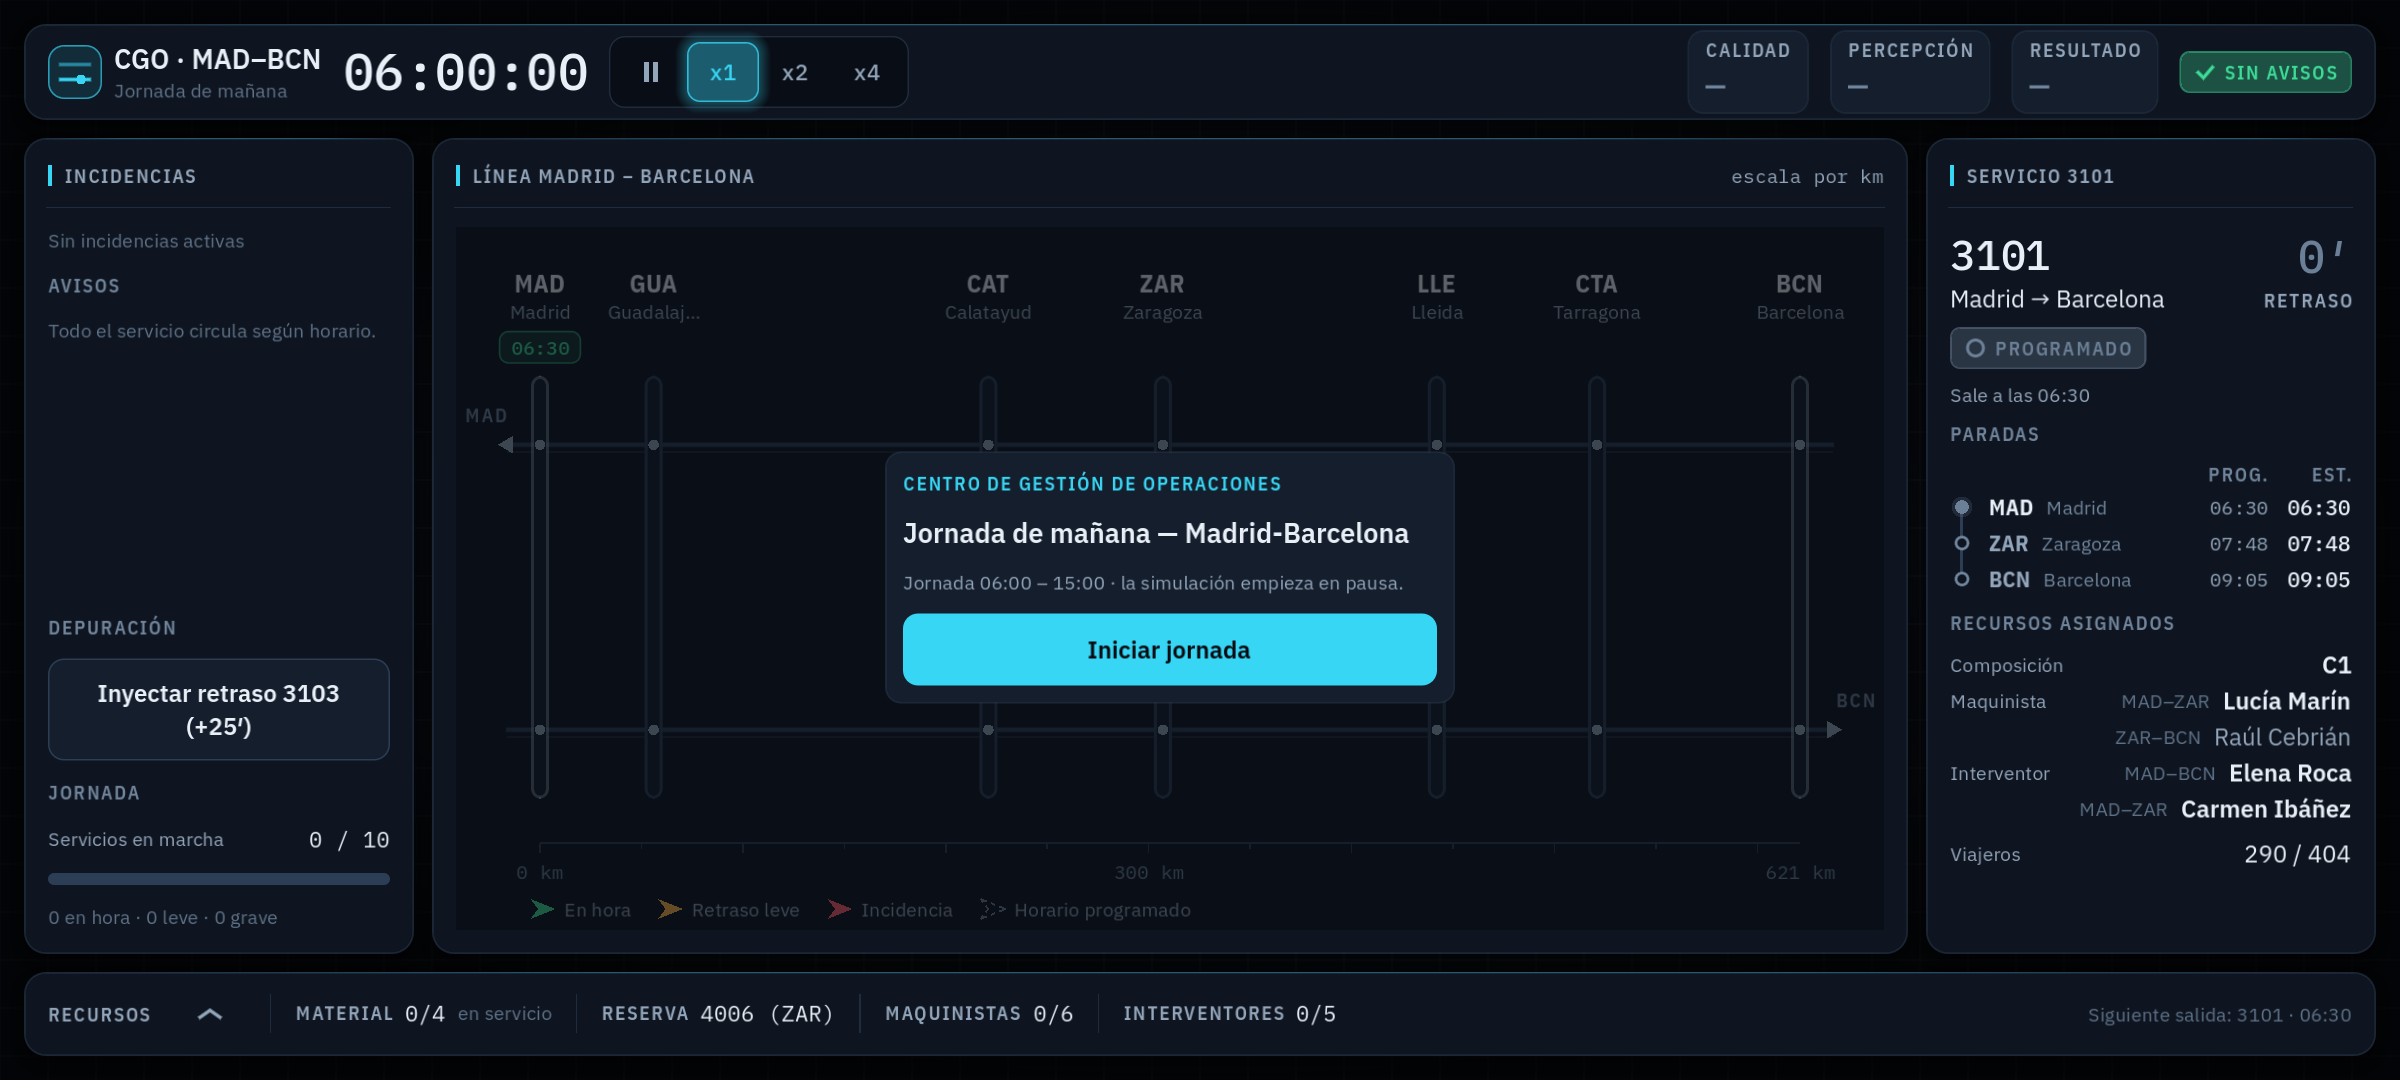 CGO · MAD–BCN
Jornada de mañana
06:00:00
x1
x2
x4
CALIDAD
—
PERCEPCIÓN
—
RESULTADO
—
SIN AVISOS
INCIDENCIAS
Sin incidencias activas
AVISOS
Todo el servicio circula según horario.
DEPURACIÓN
Inyectar retraso 3103
(+25′)
JORNADA
Servicios en marcha 0 / 10
0 en hora · 0 leve · 0 grave
LÍNEA MADRID – BARCELONA
escala por km
MAD GUA CAT ZAR LLE CTA BCN
Madrid Guadalaj… Calatayud Zaragoza Lleida Tarragona Barcelona
06:30
MAD
CENTRO DE GESTIÓN DE OPERACIONES
Jornada de mañana — Madrid-Barcelona
Jornada 06:00 – 15:00 · la simulación empieza en pausa.
Iniciar jornada
BCN
0 km 300 km 621 km
En hora Retraso leve Incidencia Horario programado
SERVICIO 3101
3101 0′
Madrid → Barcelona RETRASO
PROGRAMADO
Sale a las 06:30
PARADAS
PROG. EST.
MAD Madrid 06:30 06:30
ZAR Zaragoza 07:48 07:48
BCN Barcelona 09:05 09:05
RECURSOS ASIGNADOS
Composición C1
Maquinista MAD–ZAR Lucía Marín
ZAR–BCN Raúl Cebrián
Interventor MAD–BCN Elena Roca
MAD–ZAR Carmen Ibáñez
Viajeros 290 / 404
RECURSOS
MATERIAL 0/4 en servicio
RESERVA 4006 (ZAR)
MAQUINISTAS 0/6
INTERVENTORES 0/5
Siguiente salida: 3101 · 06:30